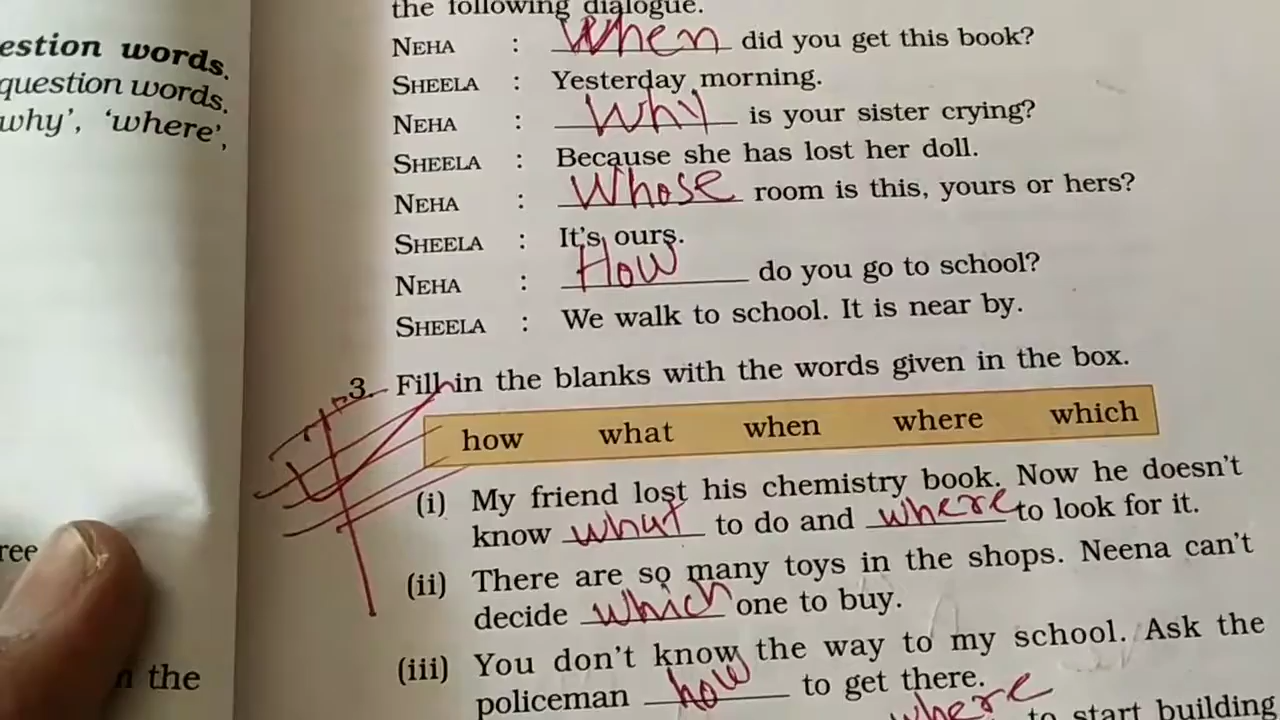 the following dialogue.
estion words.
question words.
why', 'where',
ree
n the
NEHA : When did you get this book?
SHEELA : Yesterday morning.
NEHA : Why is your sister crying?
SHEELA : Because she has lost her doll.
NEHA : Whose room is this, yours or hers?
SHEELA : It's ours.
NEHA : How do you go to school?
SHEELA : We walk to school. It is near by.
3. Fill in the blanks with the words given in the box.
how what when where which
(i) My friend lost his chemistry book. Now he doesn't
know what to do and where to look for it.
(ii) There are so many toys in the shops. Neena can't
decide which one to buy.
(iii) You don't know the way to my school. Ask the
policeman how to get there.
where to start building